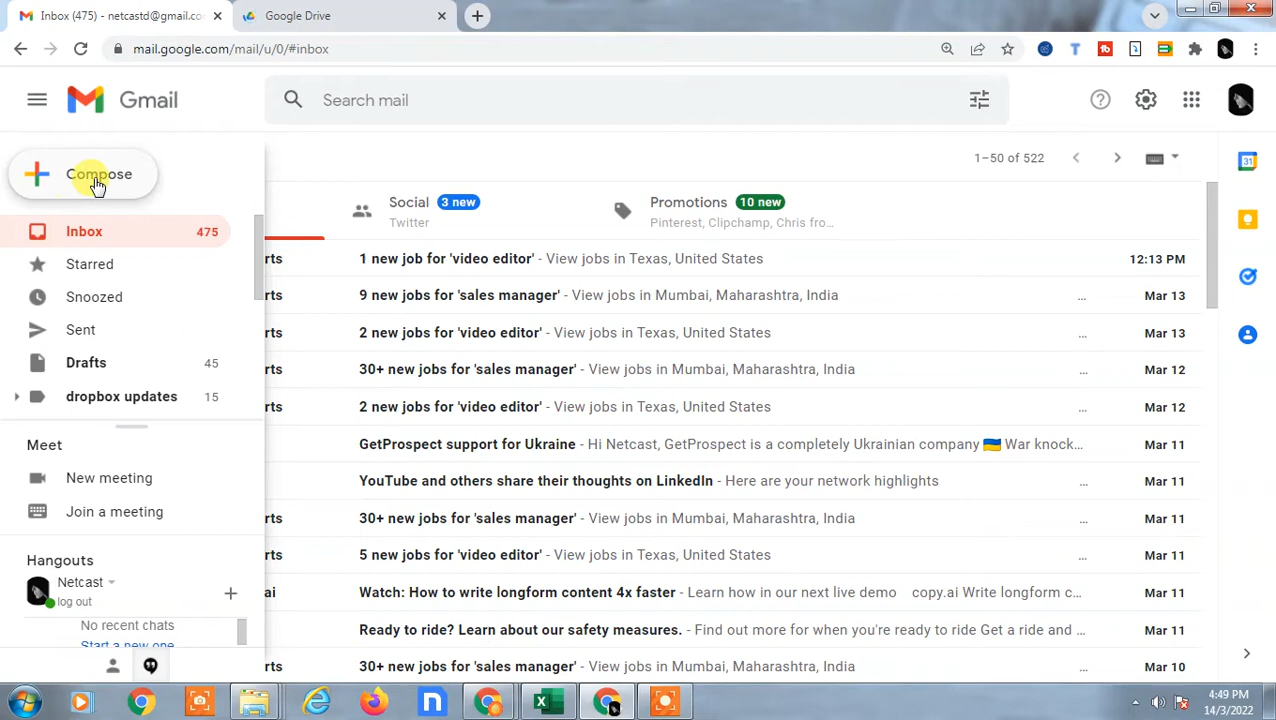 Inbox (475) - netcastd@gmail.co
Google Drive
mail.google.com/mail/u/0/#inbox
Gmail
Search mail
Compose
1–50 of 522
Inbox 475
Social 3 new
Twitter
Promotions 10 new
Pinterest, Clipchamp, Chris fro…
Starred
Snoozed
Sent
Drafts 45
dropbox updates 15
Meet
New meeting
Join a meeting
Hangouts
Netcast
log out
No recent chats
Start a new one
rts 1 new job for 'video editor' - View jobs in Texas, United States 12:13 PM
rts 9 new jobs for 'sales manager' - View jobs in Mumbai, Maharashtra, India ... Mar 13
rts 2 new jobs for 'video editor' - View jobs in Texas, United States ... Mar 13
rts 30+ new jobs for 'sales manager' - View jobs in Mumbai, Maharashtra, India ... Mar 12
rts 2 new jobs for 'video editor' - View jobs in Texas, United States ... Mar 12
GetProspect support for Ukraine - Hi Netcast, GetProspect is a completely Ukrainian company 🇺🇦 War knock… Mar 11
YouTube and others share their thoughts on LinkedIn - Here are your network highlights ... Mar 11
rts 30+ new jobs for 'sales manager' - View jobs in Mumbai, Maharashtra, India ... Mar 11
rts 5 new jobs for 'video editor' - View jobs in Texas, United States ... Mar 11
ai Watch: How to write longform content 4x faster - Learn how in our next live demo copy.ai Write longform c… Mar 11
Ready to ride? Learn about our safety measures. - Find out more for when you're ready to ride Get a ride and … Mar 11
rts 30+ new jobs for 'sales manager' - View jobs in Mumbai, Maharashtra, India ... Mar 10
4:49 PM
14/3/2022